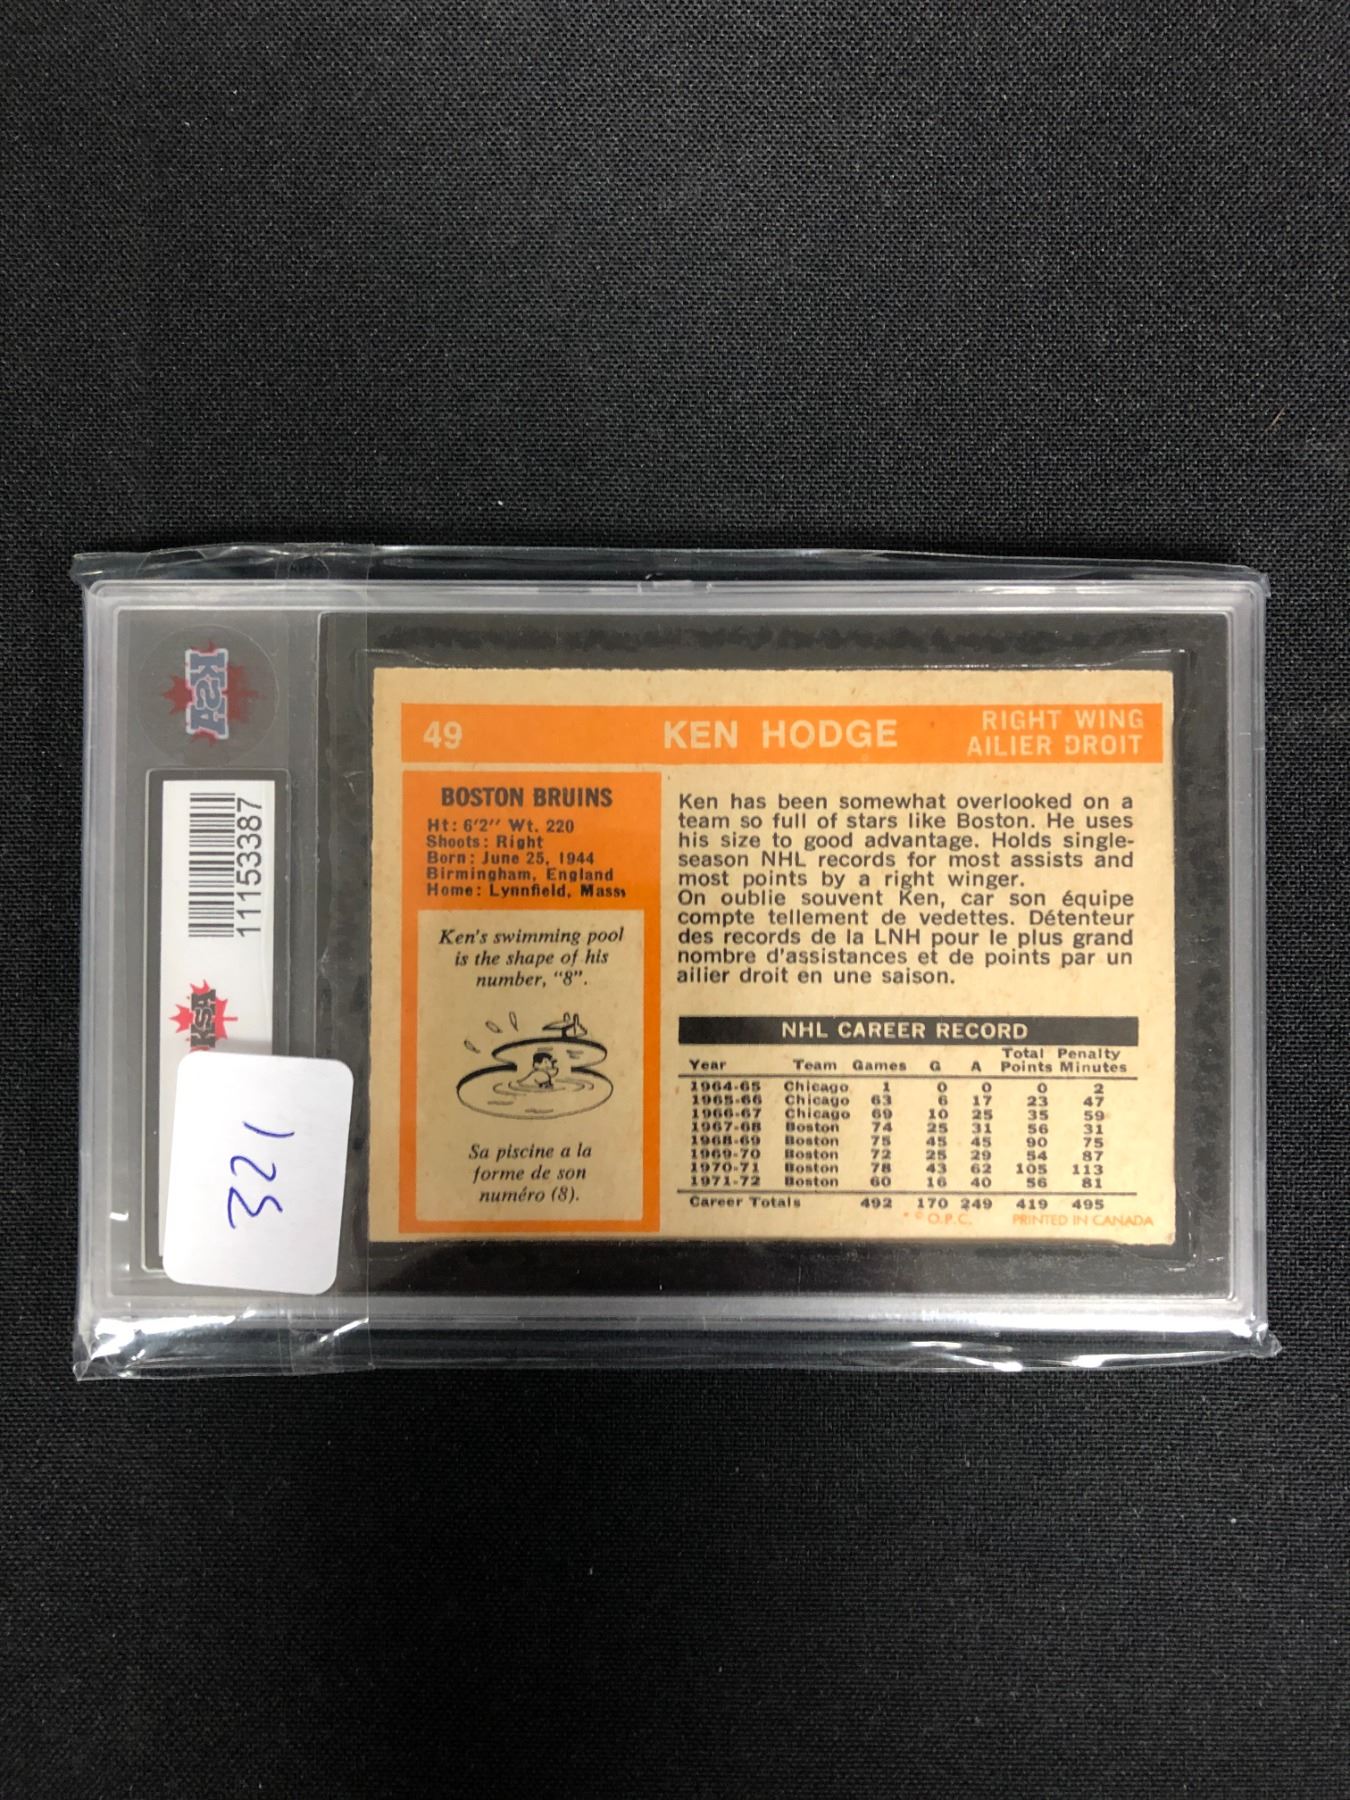 KSA
11153387
KSA
321
49 KEN HODGE RIGHT WING
AILIER DROIT
BOSTON BRUINS
Ht: 6'2'' Wt. 220
Shoots: Right
Born: June 25, 1944
Birmingham, England
Home: Lynnfield, Mass.
Ken's swimming pool
is the shape of his
number, "8".
Sa piscine a la
forme de son
numéro (8).
Ken has been somewhat overlooked on a
team so full of stars like Boston. He uses
his size to good advantage. Holds single-
season NHL records for most assists and
most points by a right winger.
On oublie souvent Ken, car son équipe
compte tellement de vedettes. Détenteur
des records de la LNH pour le plus grand
nombre d'assistances et de points par un
ailier droit en une saison.
NHL CAREER RECORD
Year Team Games G A Total Points Penalty Minutes
1964-65 Chicago 1 0 0 0 2
1965-66 Chicago 63 6 17 23 47
1966-67 Chicago 69 10 25 35 59
1967-68 Boston 74 25 31 56 31
1968-69 Boston 75 45 45 90 75
1969-70 Boston 72 25 29 54 87
1970-71 Boston 78 43 62 105 113
1971-72 Boston 60 16 40 56 81
Career Totals 492 170 249 419 495
© O.P.C. PRINTED IN CANADA